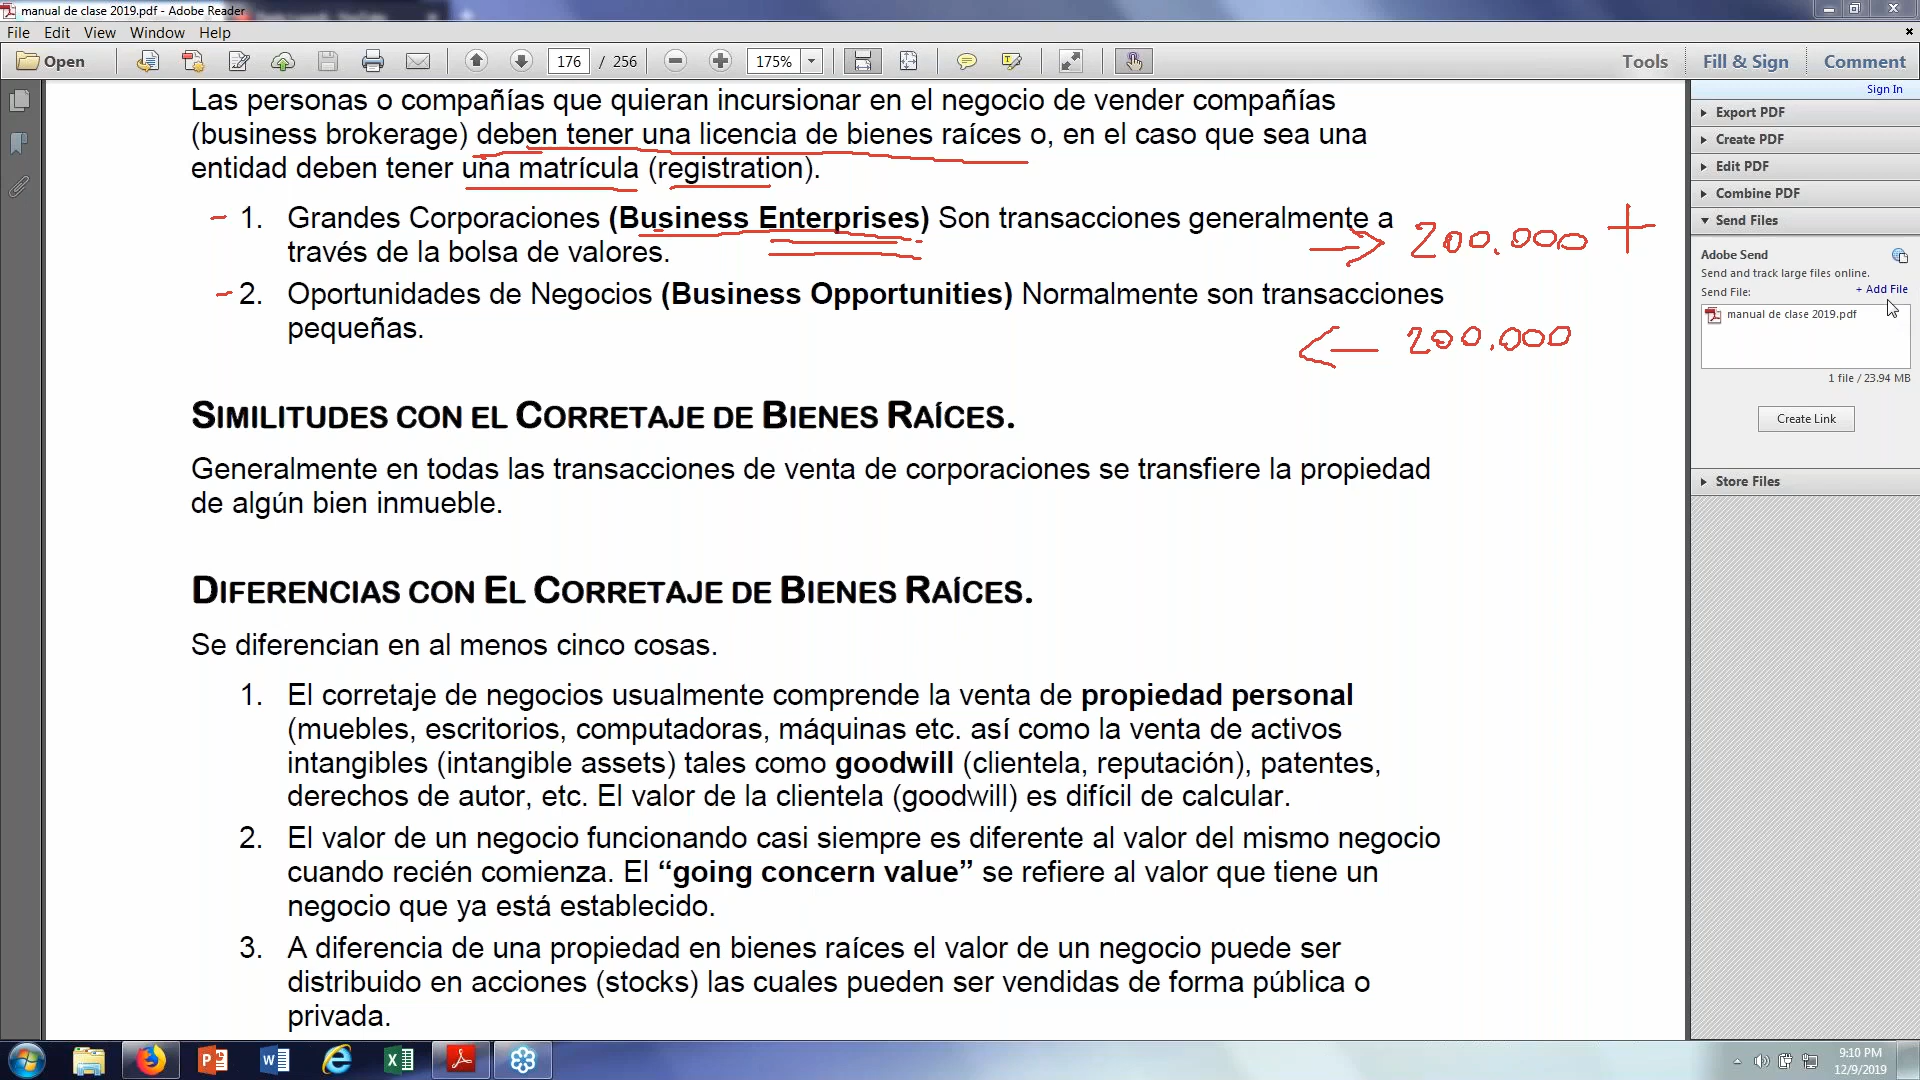 manual de clase 2019.pdf - Adobe Reader
File Edit View Window Help
Open 176 / 256 175% Tools Fill & Sign Comment
Sign In
Export PDF
Create PDF
Edit PDF
Combine PDF
Send Files
Adobe Send
Send and track large files online.
Send File: + Add File
manual de clase 2019.pdf
1 file / 23.94 MB
Create Link
Store Files
Las personas o compañías que quieran incursionar en el negocio de vender compañías
(business brokerage) deben tener una licencia de bienes raíces o, en el caso que sea una
entidad deben tener una matrícula (registration).
1. Grandes Corporaciones (Business Enterprises) Son transacciones generalmente a
través de la bolsa de valores.
→ 200.000 +
2. Oportunidades de Negocios (Business Opportunities) Normalmente son transacciones
pequeñas.
← 200.000
SIMILITUDES CON EL CORRETAJE DE BIENES RAÍCES.
Generalmente en todas las transacciones de venta de corporaciones se transfiere la propiedad
de algún bien inmueble.
DIFERENCIAS CON EL CORRETAJE DE BIENES RAÍCES.
Se diferencian en al menos cinco cosas.
1. El corretaje de negocios usualmente comprende la venta de propiedad personal
(muebles, escritorios, computadoras, máquinas etc. así como la venta de activos
intangibles (intangible assets) tales como goodwill (clientela, reputación), patentes,
derechos de autor, etc. El valor de la clientela (goodwill) es difícil de calcular.
2. El valor de un negocio funcionando casi siempre es diferente al valor del mismo negocio
cuando recién comienza. El “going concern value” se refiere al valor que tiene un
negocio que ya está establecido.
3. A diferencia de una propiedad en bienes raíces el valor de un negocio puede ser
distribuido en acciones (stocks) las cuales pueden ser vendidas de forma pública o
privada.
9:10 PM
12/9/2019